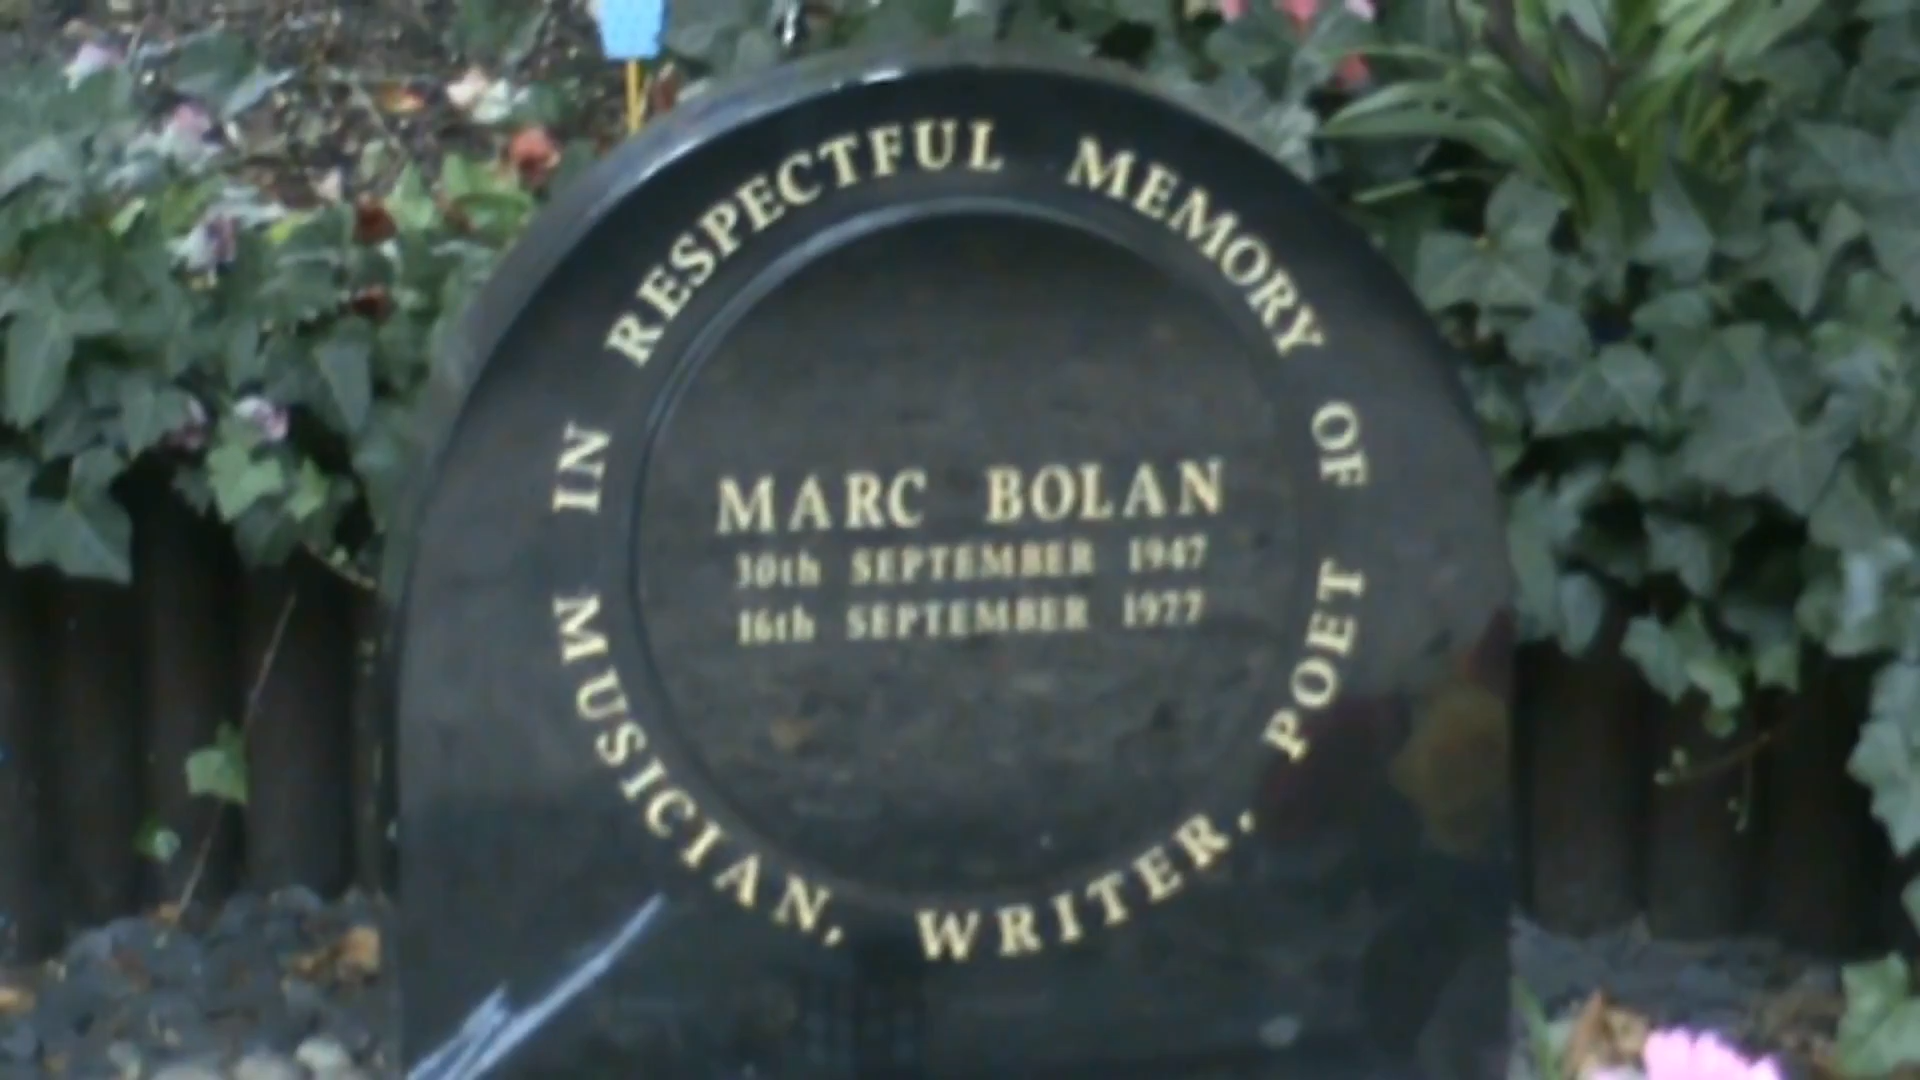 IN RESPECTFUL MEMORY OF
MARC BOLAN
30th SEPTEMBER 1947
16th SEPTEMBER 1977
MUSICIAN, WRITER, POET